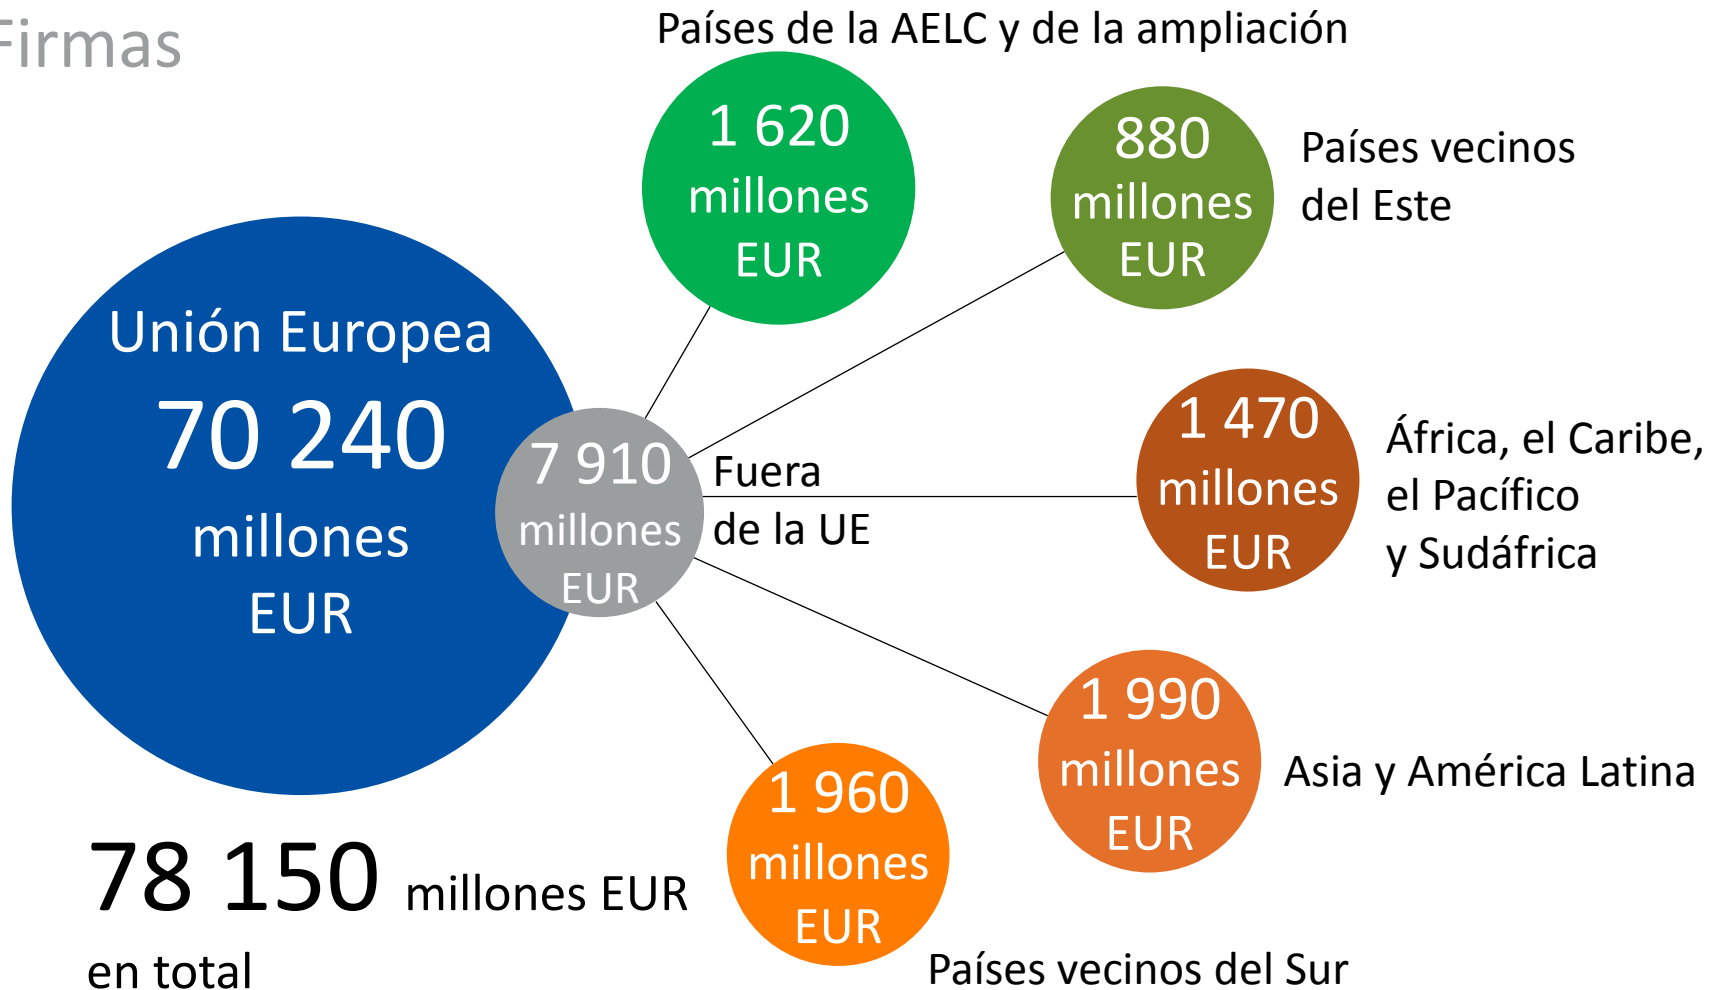 Firmas
Países de la AELC y de la ampliación
1 620
millones
EUR
880
millones
EUR
Países vecinos
del Este
Unión Europea
70 240
millones
EUR
7 910
millones
EUR
Fuera
de la UE
1 470
millones
EUR
África, el Caribe,
el Pacífico
y Sudáfrica
1 990
millones
EUR
Asia y América Latina
1 960
millones
EUR
Países vecinos del Sur
78 150 millones EUR
en total